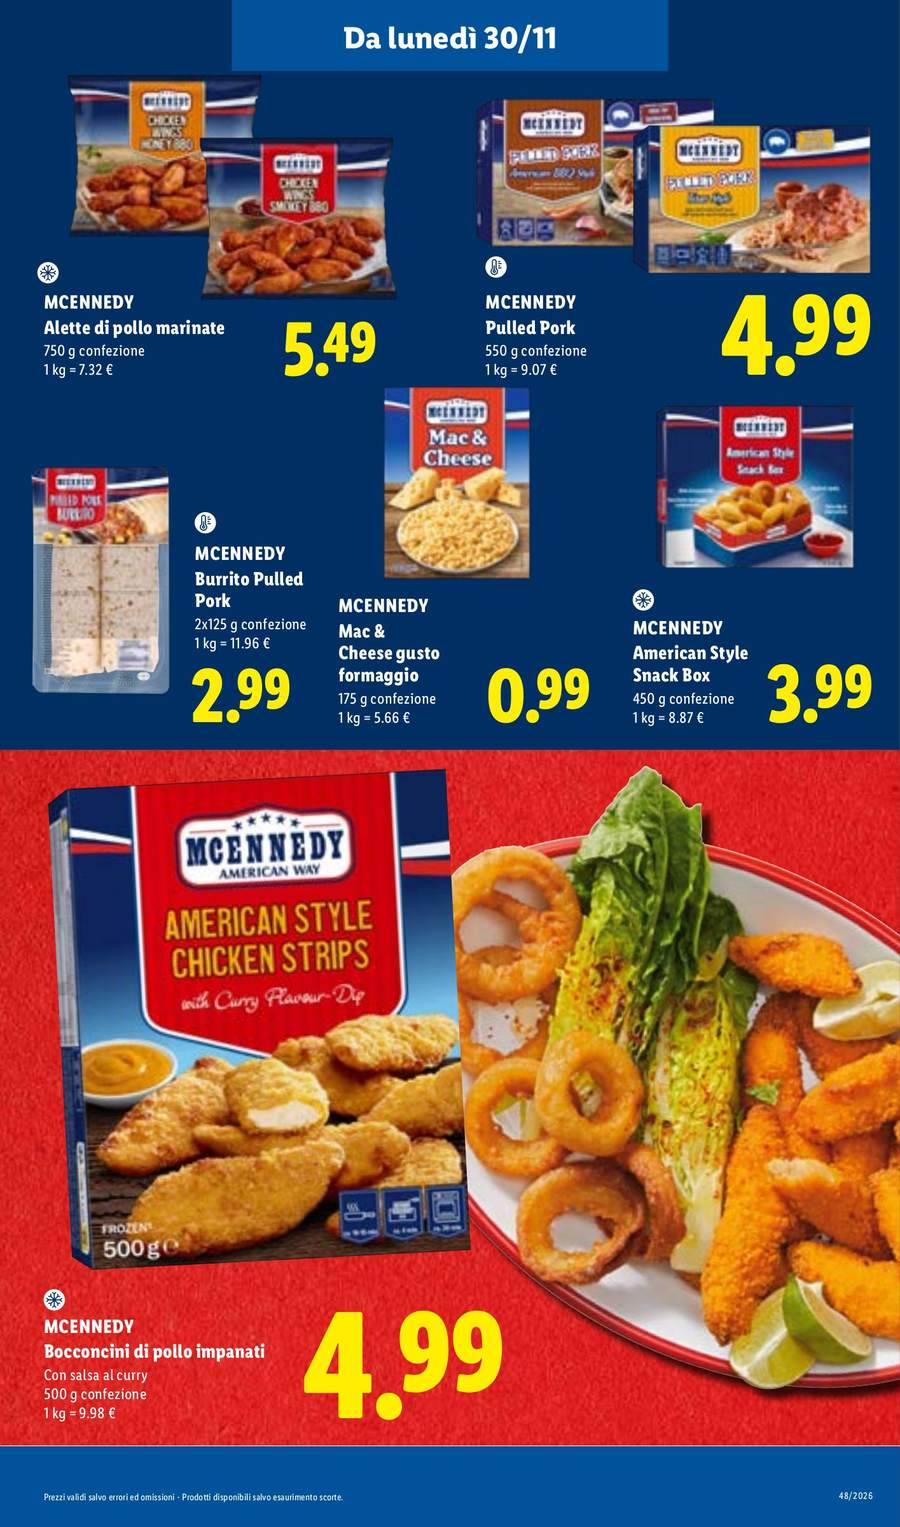 Da lunedì 30/11
MCENNEDY
CHICKEN
WINGS
HONEY BBQ
MCENNEDY
CHICKEN
WINGS
SMOKEY BBQ
MCENNEDY
Alette di pollo marinate
750 g confezione
1 kg = 7.32 €
5.49
MCENNEDY
PULLED PORK
American BBQ Style
MCENNEDY
PULLED PORK
MCENNEDY
Pulled Pork
550 g confezione
1 kg = 9.07 €
4.99
MCENNEDY
PULLED PORK
BURRITO
MCENNEDY
Burrito Pulled
Pork
2x125 g confezione
1 kg = 11.96 €
2.99
MCENNEDY
Mac &
Cheese
MCENNEDY
Mac &
Cheese gusto
formaggio
175 g confezione
1 kg = 5.66 €
0.99
MCENNEDY
American Style
Snack Box
MCENNEDY
American Style
Snack Box
450 g confezione
1 kg = 8.87 €
3.99
MCENNEDY
AMERICAN WAY
AMERICAN STYLE
CHICKEN STRIPS
with Curry Flavour-Dip
FROZEN
500g e
MCENNEDY
Bocconcini di pollo impanati
Con salsa al curry
500 g confezione
1 kg = 9.98 €
4.99
Prezzi validi salvo errori ed omissioni - Prodotti disponibili salvo esaurimento scorte.
48/2026